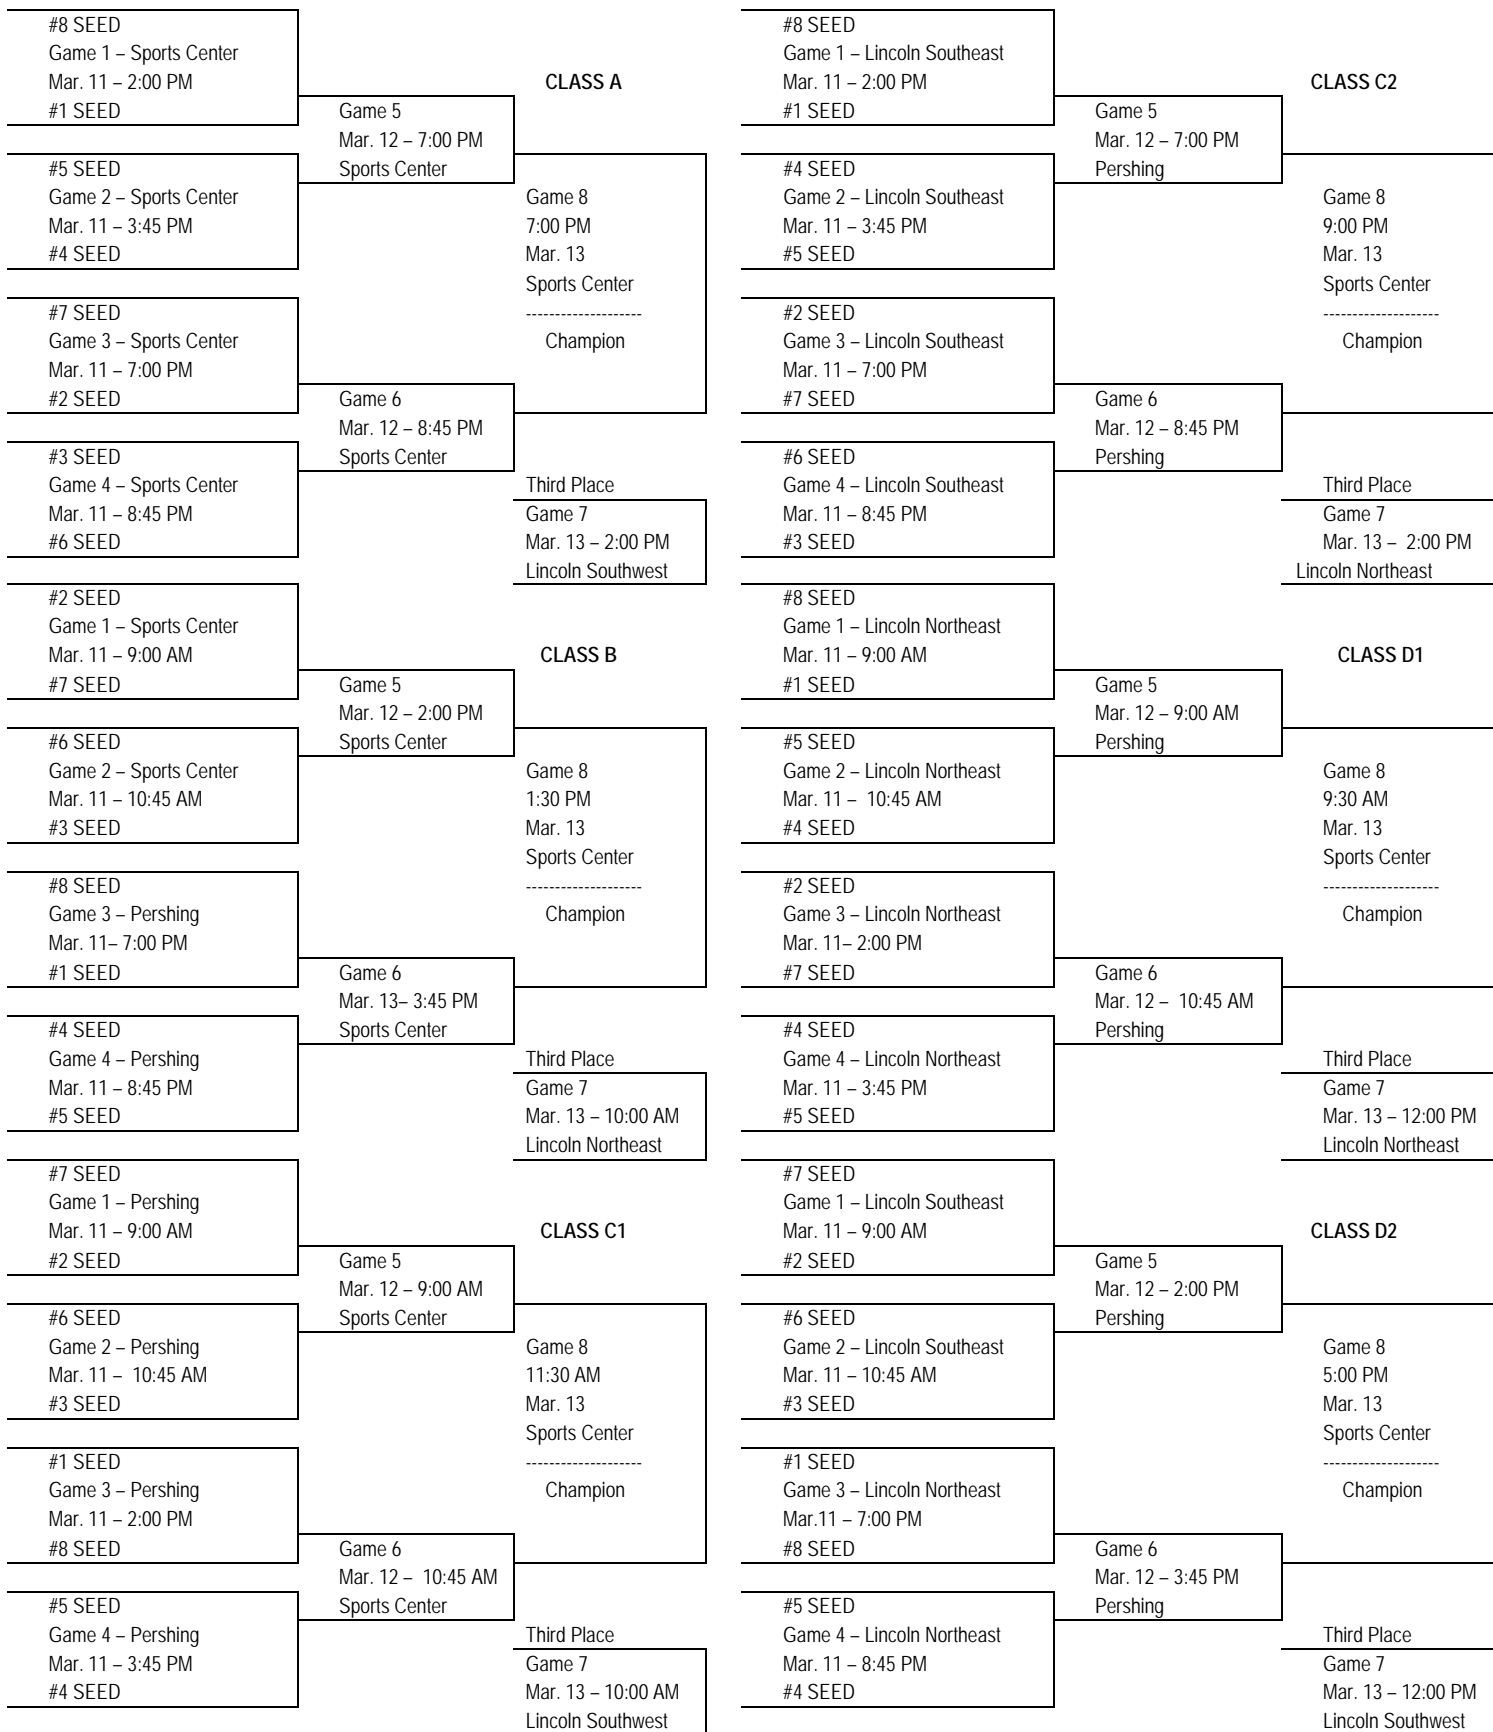 #8 SEED
Game 1 – Sports Center
Mar. 11 – 2:00 PM
#1 SEED
CLASS A
Game 5
Mar. 12 – 7:00 PM
Sports Center
#5 SEED
Game 2 – Sports Center
Mar. 11 – 3:45 PM
#4 SEED
Game 8
7:00 PM
Mar. 13
Sports Center
--------------------
Champion
#7 SEED
Game 3 – Sports Center
Mar. 11 – 7:00 PM
#2 SEED
Game 6
Mar. 12 – 8:45 PM
Sports Center
#3 SEED
Game 4 – Sports Center
Mar. 11 – 8:45 PM
#6 SEED
Third Place
Game 7
Mar. 13 – 2:00 PM
Lincoln Southwest
#2 SEED
Game 1 – Sports Center
Mar. 11 – 9:00 AM
#7 SEED
CLASS B
Game 5
Mar. 12 – 2:00 PM
Sports Center
#6 SEED
Game 2 – Sports Center
Mar. 11 – 10:45 AM
#3 SEED
Game 8
1:30 PM
Mar. 13
Sports Center
--------------------
Champion
#8 SEED
Game 3 – Pershing
Mar. 11– 7:00 PM
#1 SEED
Game 6
Mar. 13– 3:45 PM
Sports Center
#4 SEED
Game 4 – Pershing
Mar. 11 – 8:45 PM
#5 SEED
Third Place
Game 7
Mar. 13 – 10:00 AM
Lincoln Northeast
#7 SEED
Game 1 – Pershing
Mar. 11 – 9:00 AM
#2 SEED
CLASS C1
Game 5
Mar. 12 – 9:00 AM
Sports Center
#6 SEED
Game 2 – Pershing
Mar. 11 – 10:45 AM
#3 SEED
Game 8
11:30 AM
Mar. 13
Sports Center
--------------------
Champion
#1 SEED
Game 3 – Pershing
Mar. 11 – 2:00 PM
#8 SEED
Game 6
Mar. 12 – 10:45 AM
Sports Center
#5 SEED
Game 4 – Pershing
Mar. 11 – 3:45 PM
#4 SEED
Third Place
Game 7
Mar. 13 – 10:00 AM
Lincoln Southwest
#8 SEED
Game 1 – Lincoln Southeast
Mar. 11 – 2:00 PM
#1 SEED
CLASS C2
Game 5
Mar. 12 – 7:00 PM
Pershing
#4 SEED
Game 2 – Lincoln Southeast
Mar. 11 – 3:45 PM
#5 SEED
Game 8
9:00 PM
Mar. 13
Sports Center
--------------------
Champion
#2 SEED
Game 3 – Lincoln Southeast
Mar. 11 – 7:00 PM
#7 SEED
Game 6
Mar. 12 – 8:45 PM
Pershing
#6 SEED
Game 4 – Lincoln Southeast
Mar. 11 – 8:45 PM
#3 SEED
Third Place
Game 7
Mar. 13 – 2:00 PM
Lincoln Northeast
#8 SEED
Game 1 – Lincoln Northeast
Mar. 11 – 9:00 AM
#1 SEED
CLASS D1
Game 5
Mar. 12 – 9:00 AM
Pershing
#5 SEED
Game 2 – Lincoln Northeast
Mar. 11 – 10:45 AM
#4 SEED
Game 8
9:30 AM
Mar. 13
Sports Center
--------------------
Champion
#2 SEED
Game 3 – Lincoln Northeast
Mar. 11– 2:00 PM
#7 SEED
Game 6
Mar. 12 – 10:45 AM
Pershing
#4 SEED
Game 4 – Lincoln Northeast
Mar. 11 – 3:45 PM
#5 SEED
Third Place
Game 7
Mar. 13 – 12:00 PM
Lincoln Northeast
#7 SEED
Game 1 – Lincoln Southeast
Mar. 11 – 9:00 AM
#2 SEED
CLASS D2
Game 5
Mar. 12 – 2:00 PM
Pershing
#6 SEED
Game 2 – Lincoln Southeast
Mar. 11 – 10:45 AM
#3 SEED
Game 8
5:00 PM
Mar. 13
Sports Center
--------------------
Champion
#1 SEED
Game 3 – Lincoln Northeast
Mar.11 – 7:00 PM
#8 SEED
Game 6
Mar. 12 – 3:45 PM
Pershing
#5 SEED
Game 4 – Lincoln Northeast
Mar. 11 – 8:45 PM
#4 SEED
Third Place
Game 7
Mar. 13 – 12:00 PM
Lincoln Southwest